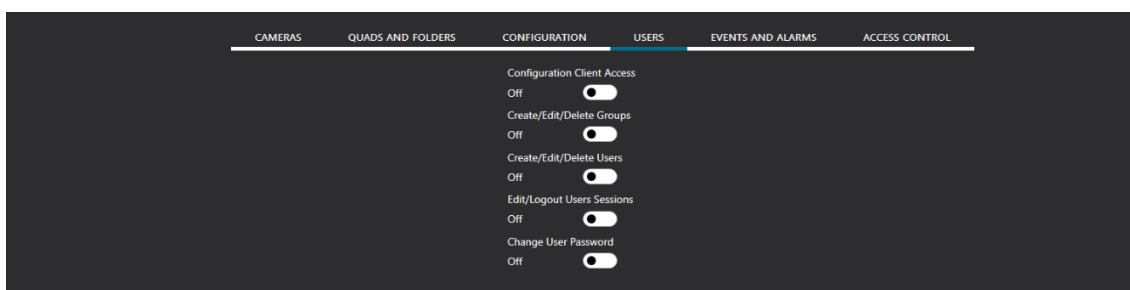 CAMERAS QUADS AND FOLDERS CONFIGURATION USERS EVENTS AND ALARMS ACCESS CONTROL
Configuration Client Access
Off
Create/Edit/Delete Groups
Off
Create/Edit/Delete Users
Off
Edit/Logout Users Sessions
Off
Change User Password
Off